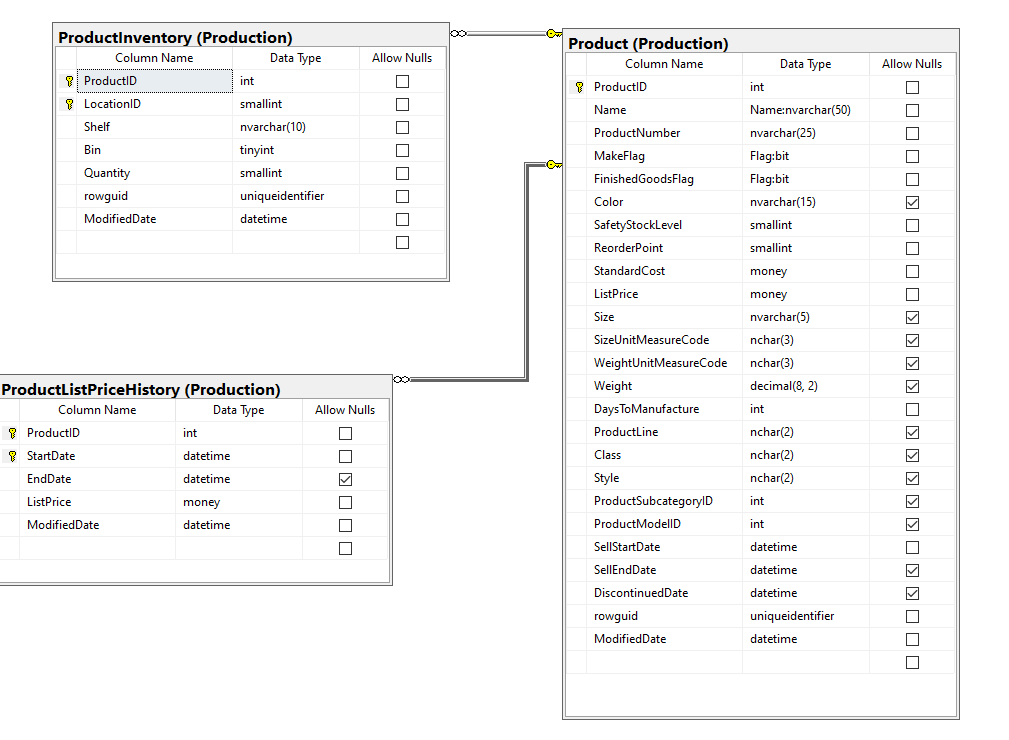 ProductInventory (Production)
Column Name Data Type Allow Nulls
ProductID int
LocationID smallint
Shelf nvarchar(10)
Bin tinyint
Quantity smallint
rowguid uniqueidentifier
ModifiedDate datetime
Product (Production)
Column Name Data Type Allow Nulls
ProductID int
Name Name:nvarchar(50)
ProductNumber nvarchar(25)
MakeFlag Flag:bit
FinishedGoodsFlag Flag:bit
Color nvarchar(15)
SafetyStockLevel smallint
ReorderPoint smallint
StandardCost money
ListPrice money
Size nvarchar(5)
SizeUnitMeasureCode nchar(3)
WeightUnitMeasureCode nchar(3)
Weight decimal(8, 2)
DaysToManufacture int
ProductLine nchar(2)
Class nchar(2)
Style nchar(2)
ProductSubcategoryID int
ProductModelID int
SellStartDate datetime
SellEndDate datetime
DiscontinuedDate datetime
rowguid uniqueidentifier
ModifiedDate datetime
ProductListPriceHistory (Production)
Column Name Data Type Allow Nulls
ProductID int
StartDate datetime
EndDate datetime
ListPrice money
ModifiedDate datetime